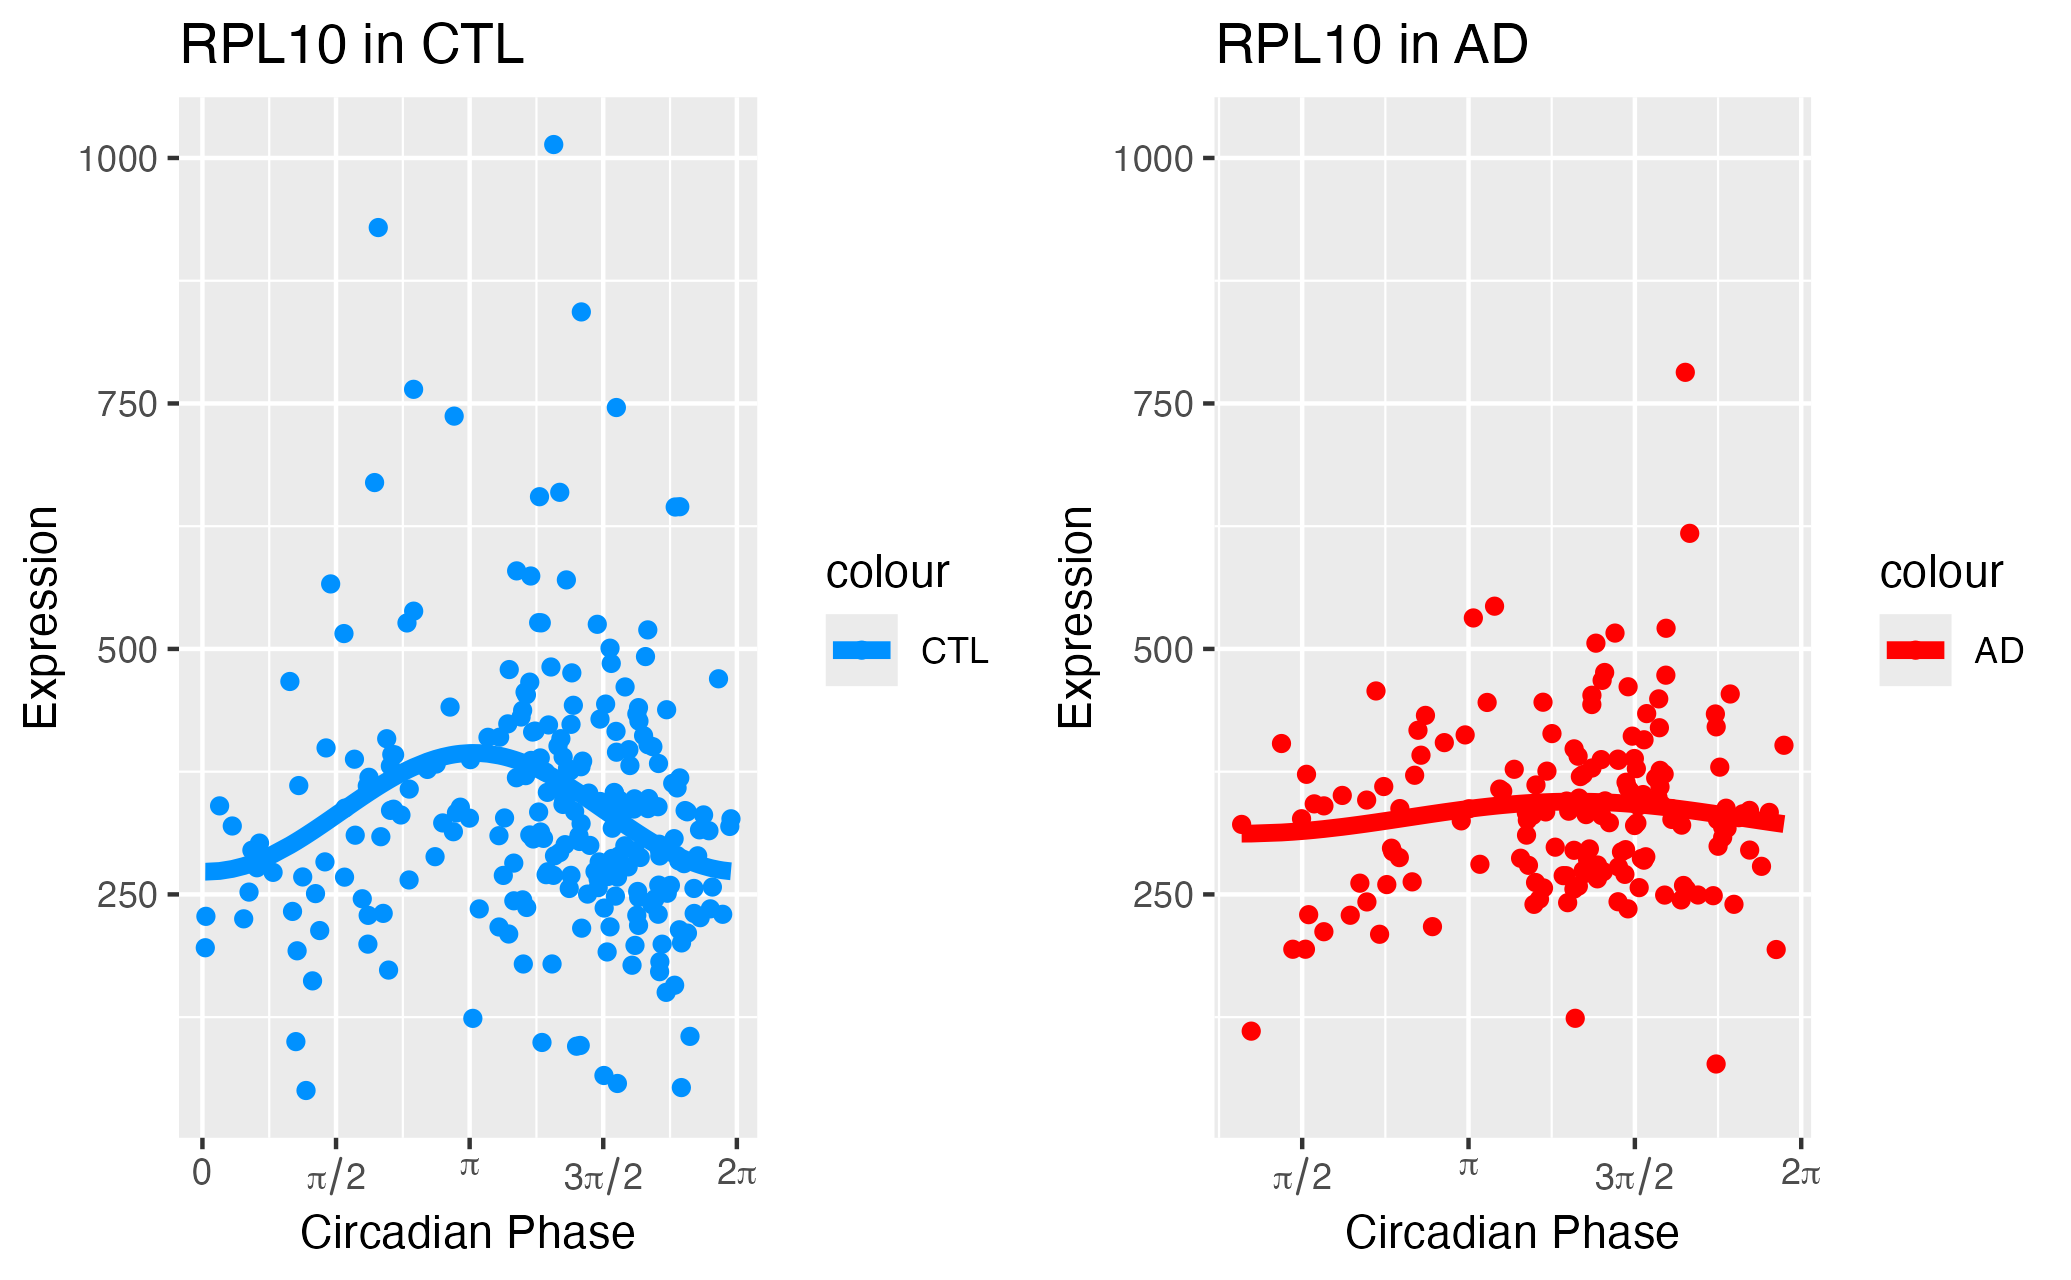 RPL10 in CTL
1000
750
500
250
Expression
0 π/2 π 3π/2 2π
Circadian Phase
colour
CTL
RPL10 in AD
1000
750
500
250
Expression
π/2 π 3π/2 2π
Circadian Phase
colour
AD